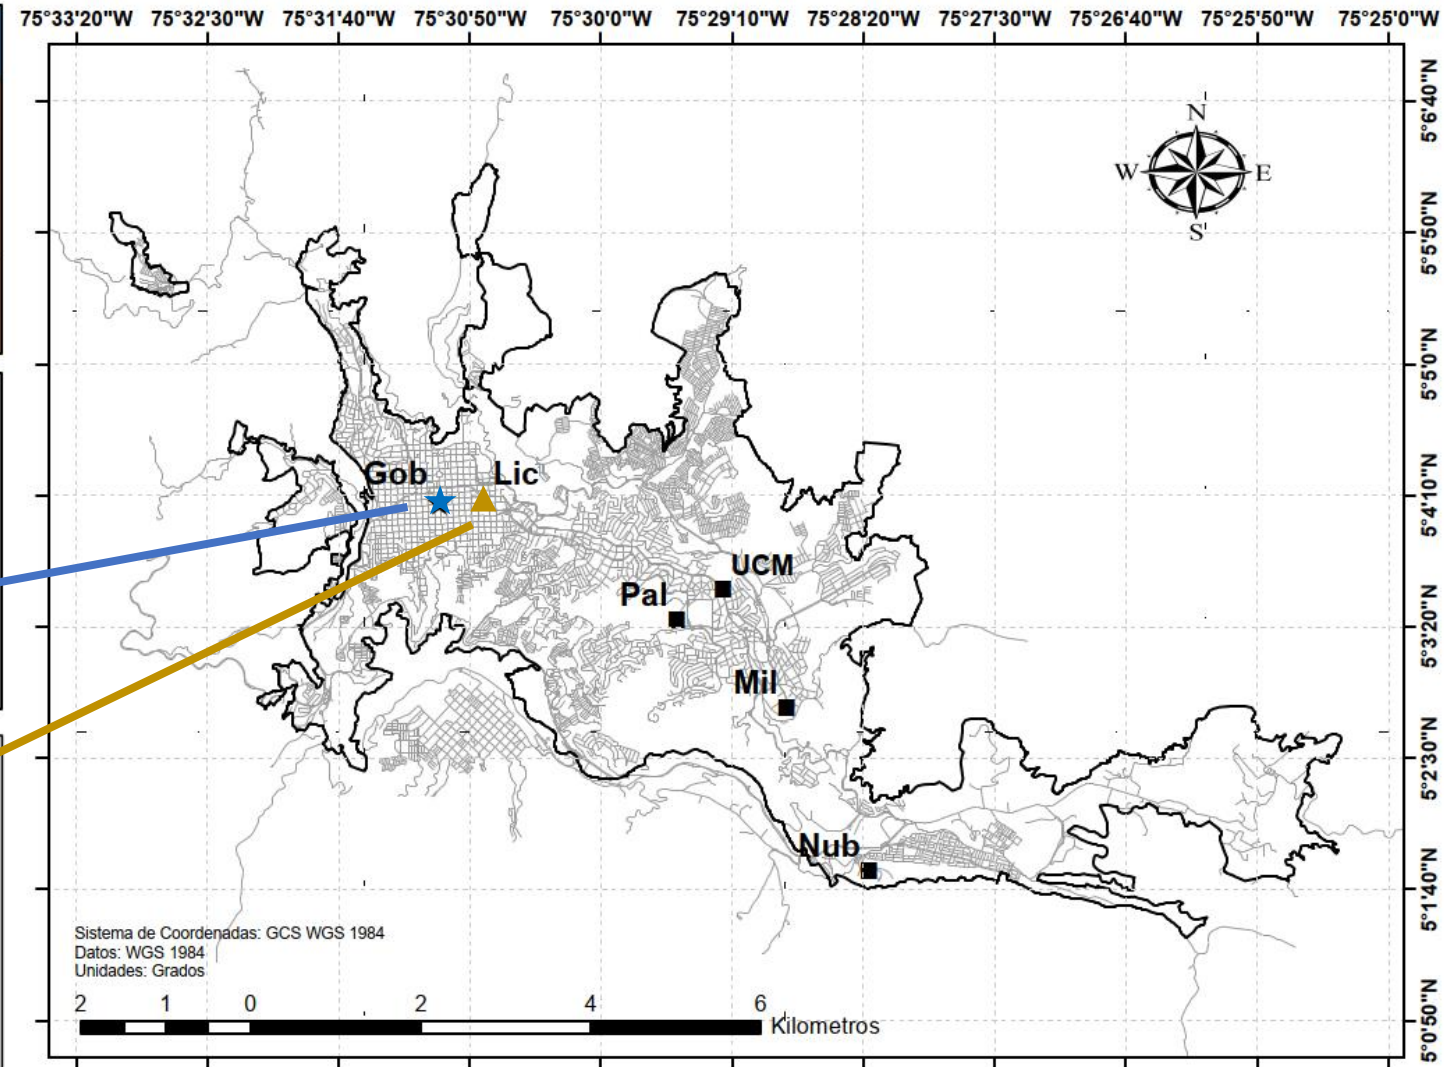 75°33'20"W 75°32'30"W 75°31'40"W 75°30'50"W 75°30'0"W 75°29'10"W 75°28'20"W 75°27'30"W 75°26'40"W 75°25'50"W 75°25'0"W
5°6'40"N
N
W E
S
5°5'50"N
5°5'0"N
Gob Lic
5°4'10"N
UCM
Pal
5°3'20"N
Mil
5°2'30"N
Nub
5°1'40"N
Sistema de Coordenadas: GCS WGS 1984
Datos: WGS 1984
Unidades: Grados
2 1 0 2 4 6
Kilometros
5°0'50"N